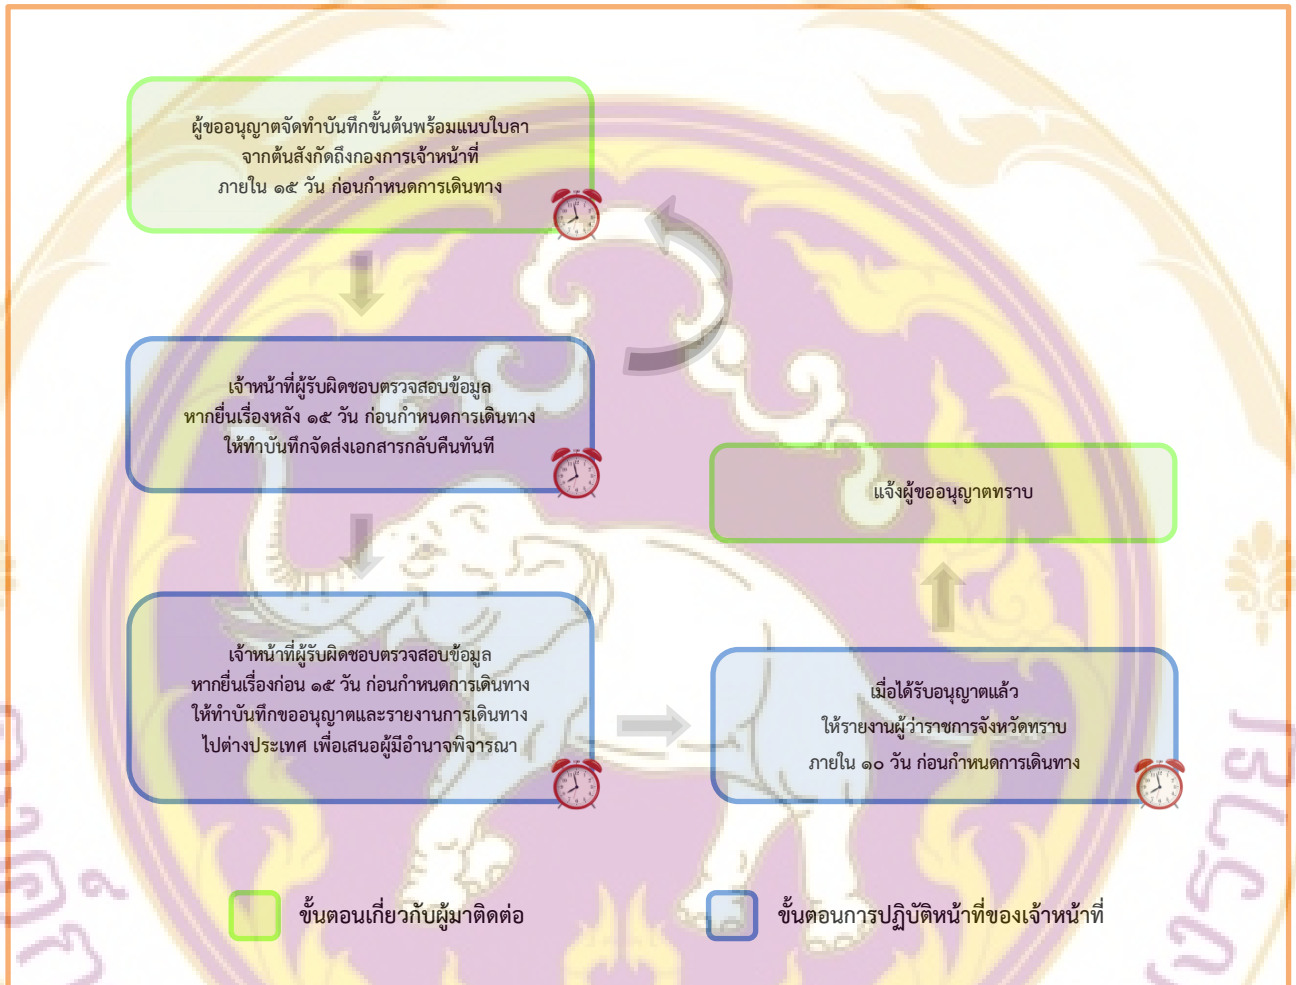 ผู้ขออนุญาตจัดทำบันทึกขั้นต้นพร้อมแนบใบลา
จากต้นสังกัดถึงกองการเจ้าหน้าที่
ภายใน ๑๕ วัน ก่อนกำหนดการเดินทาง
เจ้าหน้าที่ผู้รับผิดชอบตรวจสอบข้อมูล
หากยื่นเรื่องหลัง ๑๕ วัน ก่อนกำหนดการเดินทาง
ให้ทำบันทึกจัดส่งเอกสารกลับคืนทันที
เจ้าหน้าที่ผู้รับผิดชอบตรวจสอบข้อมูล
หากยื่นเรื่องก่อน ๑๕ วัน ก่อนกำหนดการเดินทาง
ให้ทำบันทึกขออนุญาตและรายงานการเดินทาง
ไปต่างประเทศ เพื่อเสนอผู้มีอำนาจพิจารณา
เมื่อได้รับอนุญาตแล้ว
ให้รายงานผู้ว่าราชการจังหวัดทราบ
ภายใน ๑๐ วัน ก่อนกำหนดการเดินทาง
แจ้งผู้ขออนุญาตทราบ
ขั้นตอนเกี่ยวกับผู้มาติดต่อ
ขั้นตอนการปฏิบัติหน้าที่ของเจ้าหน้าที่